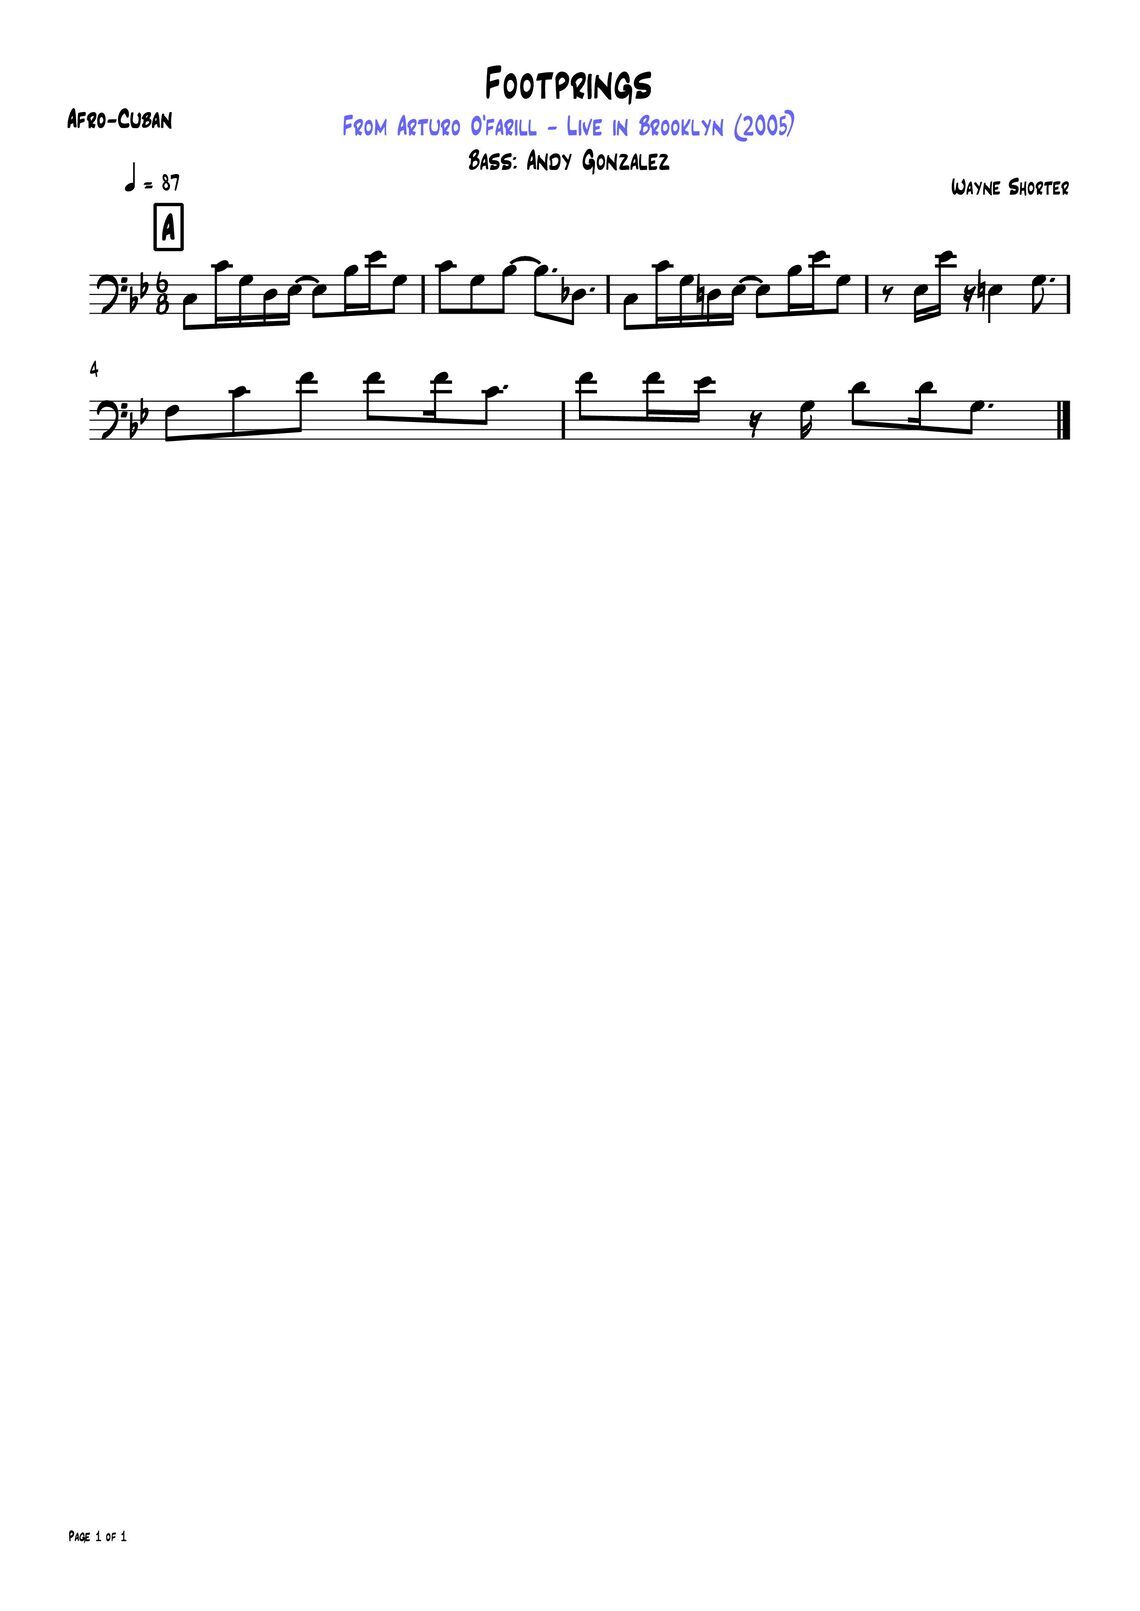 Footprings
Afro-Cuban
From Arturo O'farill - Live in Brooklyn (2005)
Bass: Andy Gonzalez
= 87
Wayne Shorter
A
6
8
4
Page 1 of 1